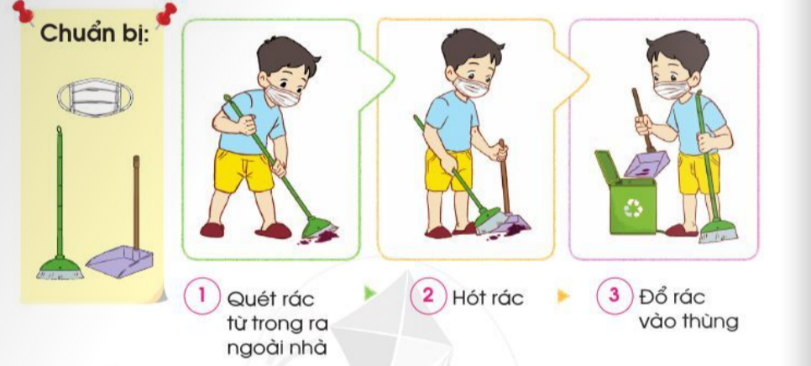 Chuẩn bị:
1 Quét rác
từ trong ra
ngoài nhà
2 Hót rác
3 Đổ rác
vào thùng